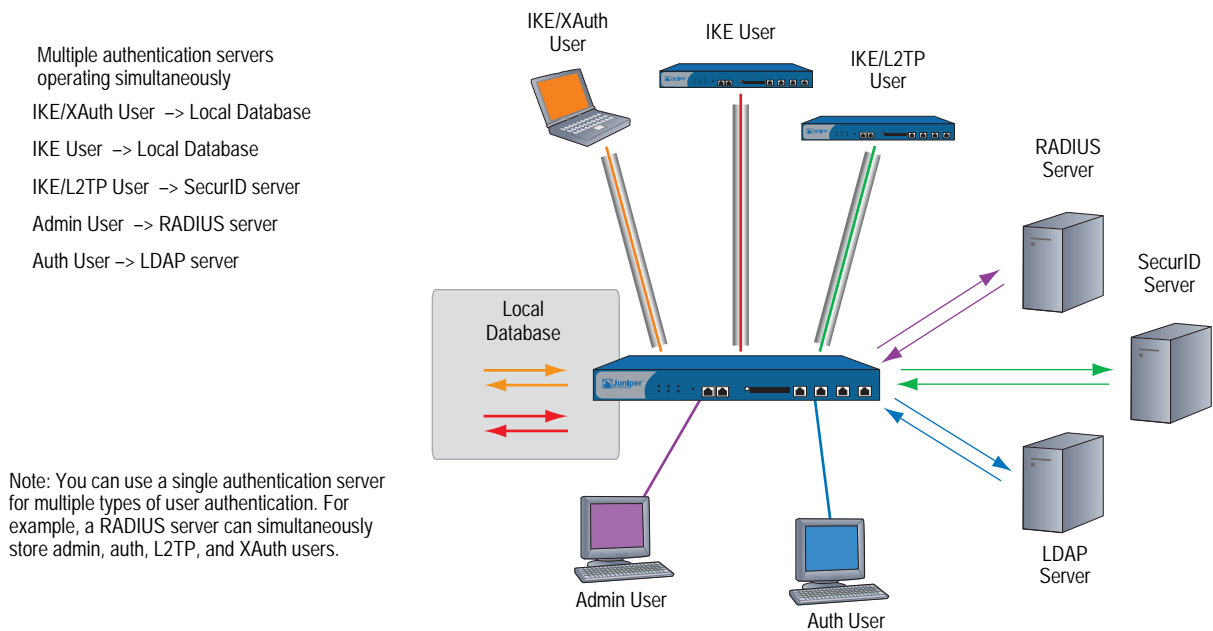 Multiple authentication servers
operating simultaneously
IKE/XAuth User –> Local Database
IKE User –> Local Database
IKE/L2TP User –> SecurID server
Admin User –> RADIUS server
Auth User –> LDAP server
Note: You can use a single authentication server
for multiple types of user authentication. For
example, a RADIUS server can simultaneously
store admin, auth, L2TP, and XAuth users.
IKE/XAuth
User
IKE User
IKE/L2TP
User
RADIUS
Server
SecurID
Server
Local
Database
Juniper
LDAP
Server
Admin User
Auth User